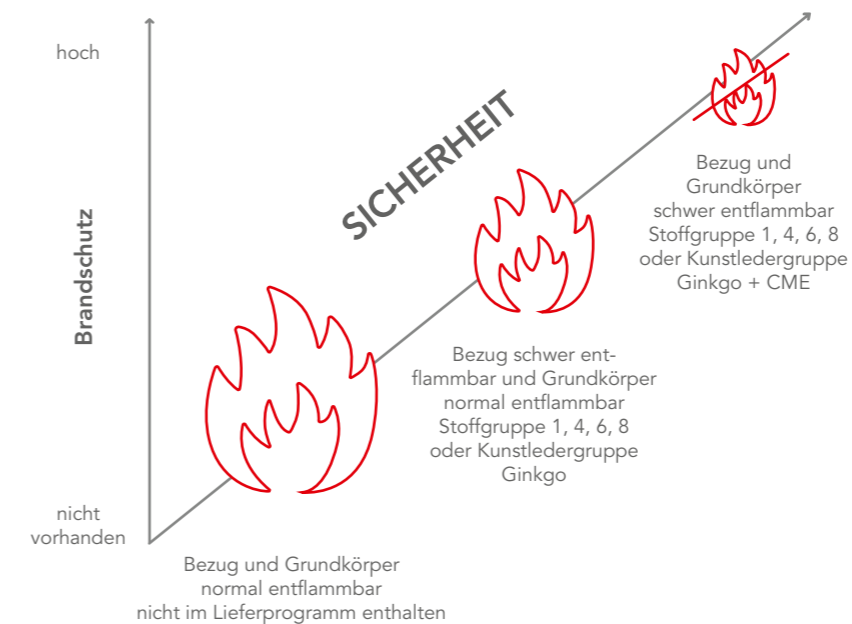 hoch
Brandschutz
nicht
vorhanden
SICHERHEIT
Bezug und Grundkörper
normal entflammbar
nicht im Lieferprogramm enthalten
Bezug schwer ent-
flammbar und Grundkörper
normal entflammbar
Stoffgruppe 1, 4, 6, 8
oder Kunstledergruppe
Ginkgo
Bezug und
Grundkörper
schwer entflammbar
Stoffgruppe 1, 4, 6, 8
oder Kunstledergruppe
Ginkgo + CME